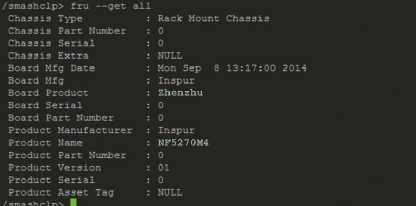 /smashclp> fru --get all
Chassis Type : Rack Mount Chassis
Chassis Part Number : 0
Chassis Serial : 0
Chassis Extra : NULL
Board Mfg Date : Mon Sep 8 13:17:00 2014
Board Mfg : Inspur
Board Product : Zhenzhu
Board Serial : 0
Board Part Number : 0
Product Manufacturer : Inspur
Product Name : NF5270M4
Product Part Number : 0
Product Version : 01
Product Serial : 0
Product Asset Tag : NULL
/smashclp>